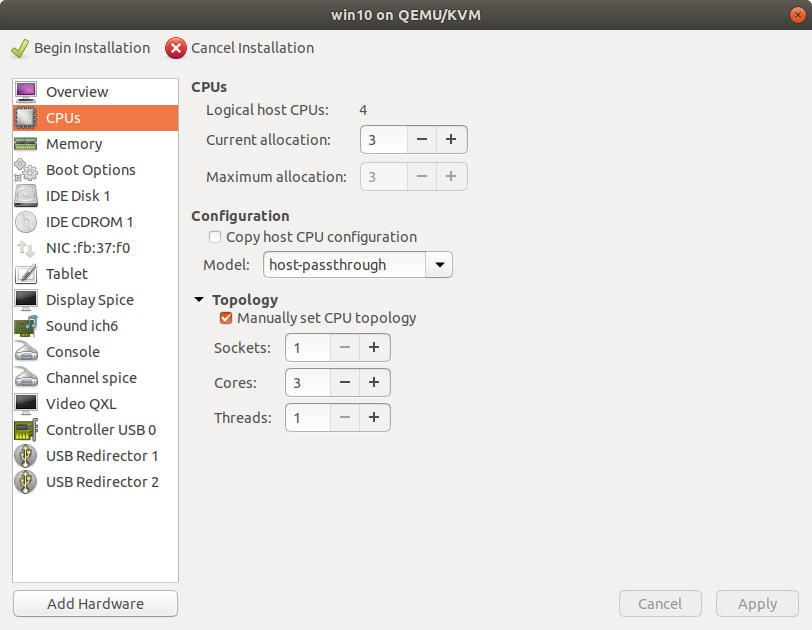 win10 on QEMU/KVM
Begin Installation Cancel Installation
Overview
CPUs
Memory
Boot Options
IDE Disk 1
IDE CDROM 1
NIC :fb:37:f0
Tablet
Display Spice
Sound ich6
Console
Channel spice
Video QXL
Controller USB 0
USB Redirector 1
USB Redirector 2
Add Hardware
CPUs
Logical host CPUs: 4
Current allocation: 3 − +
Maximum allocation: 3 − +
Configuration
Copy host CPU configuration
Model: host-passthrough
Topology
Manually set CPU topology
Sockets: 1 − +
Cores: 3 − +
Threads: 1 − +
Cancel Apply